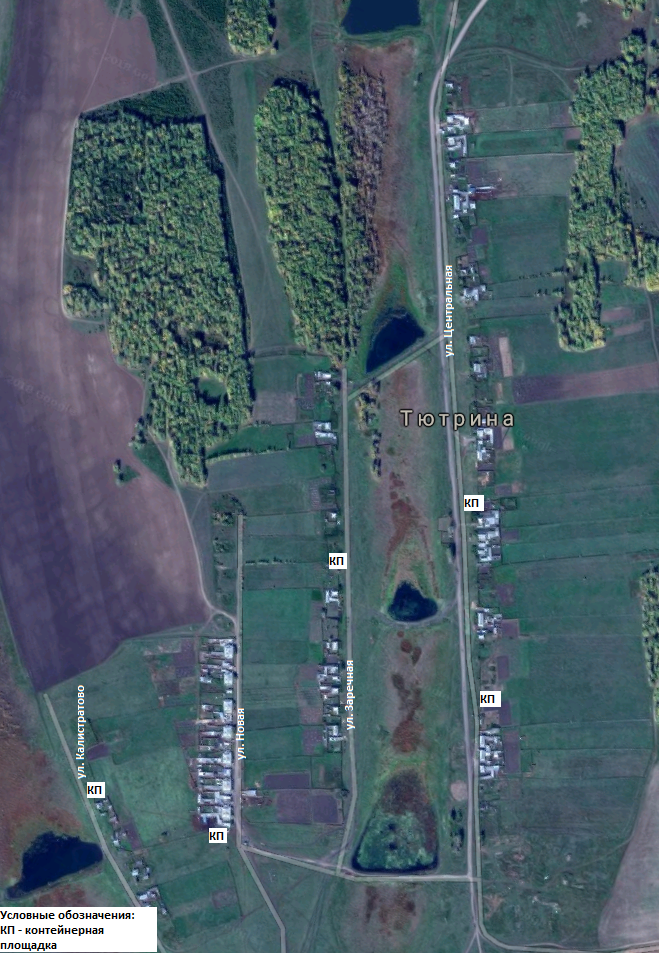 ул. Центральная
Тютрина
КП
КП
ул. Заречная
ул. Калистратово
КП
ул. Новая
КП
КП
Условные обозначения:
КП - контейнерная
площадка